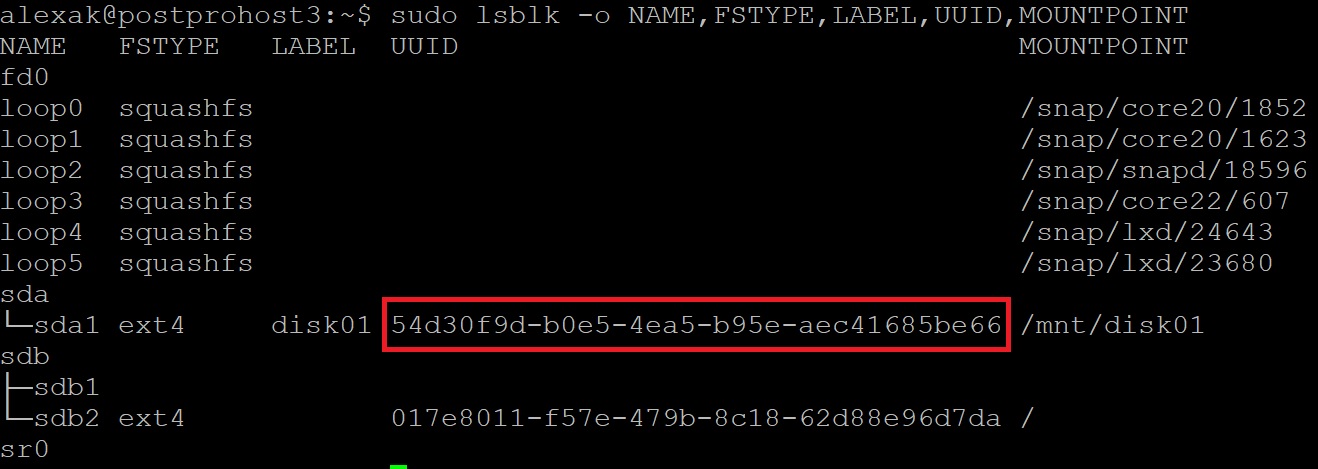 alexak@postprohost3:~$ sudo lsblk -o NAME,FSTYPE,LABEL,UUID,MOUNTPOINT
NAME   FSTYPE   LABEL  UUID                                 MOUNTPOINT
fd0
loop0  squashfs                                             /snap/core20/1852
loop1  squashfs                                             /snap/core20/1623
loop2  squashfs                                             /snap/snapd/18596
loop3  squashfs                                             /snap/core22/607
loop4  squashfs                                             /snap/lxd/24643
loop5  squashfs                                             /snap/lxd/23680
sda
└─sda1 ext4     disk01 54d30f9d-b0e5-4ea5-b95e-aec41685be66 /mnt/disk01
sdb
├─sdb1
└─sdb2 ext4            017e8011-f57e-479b-8c18-62d88e96d7da /
sr0